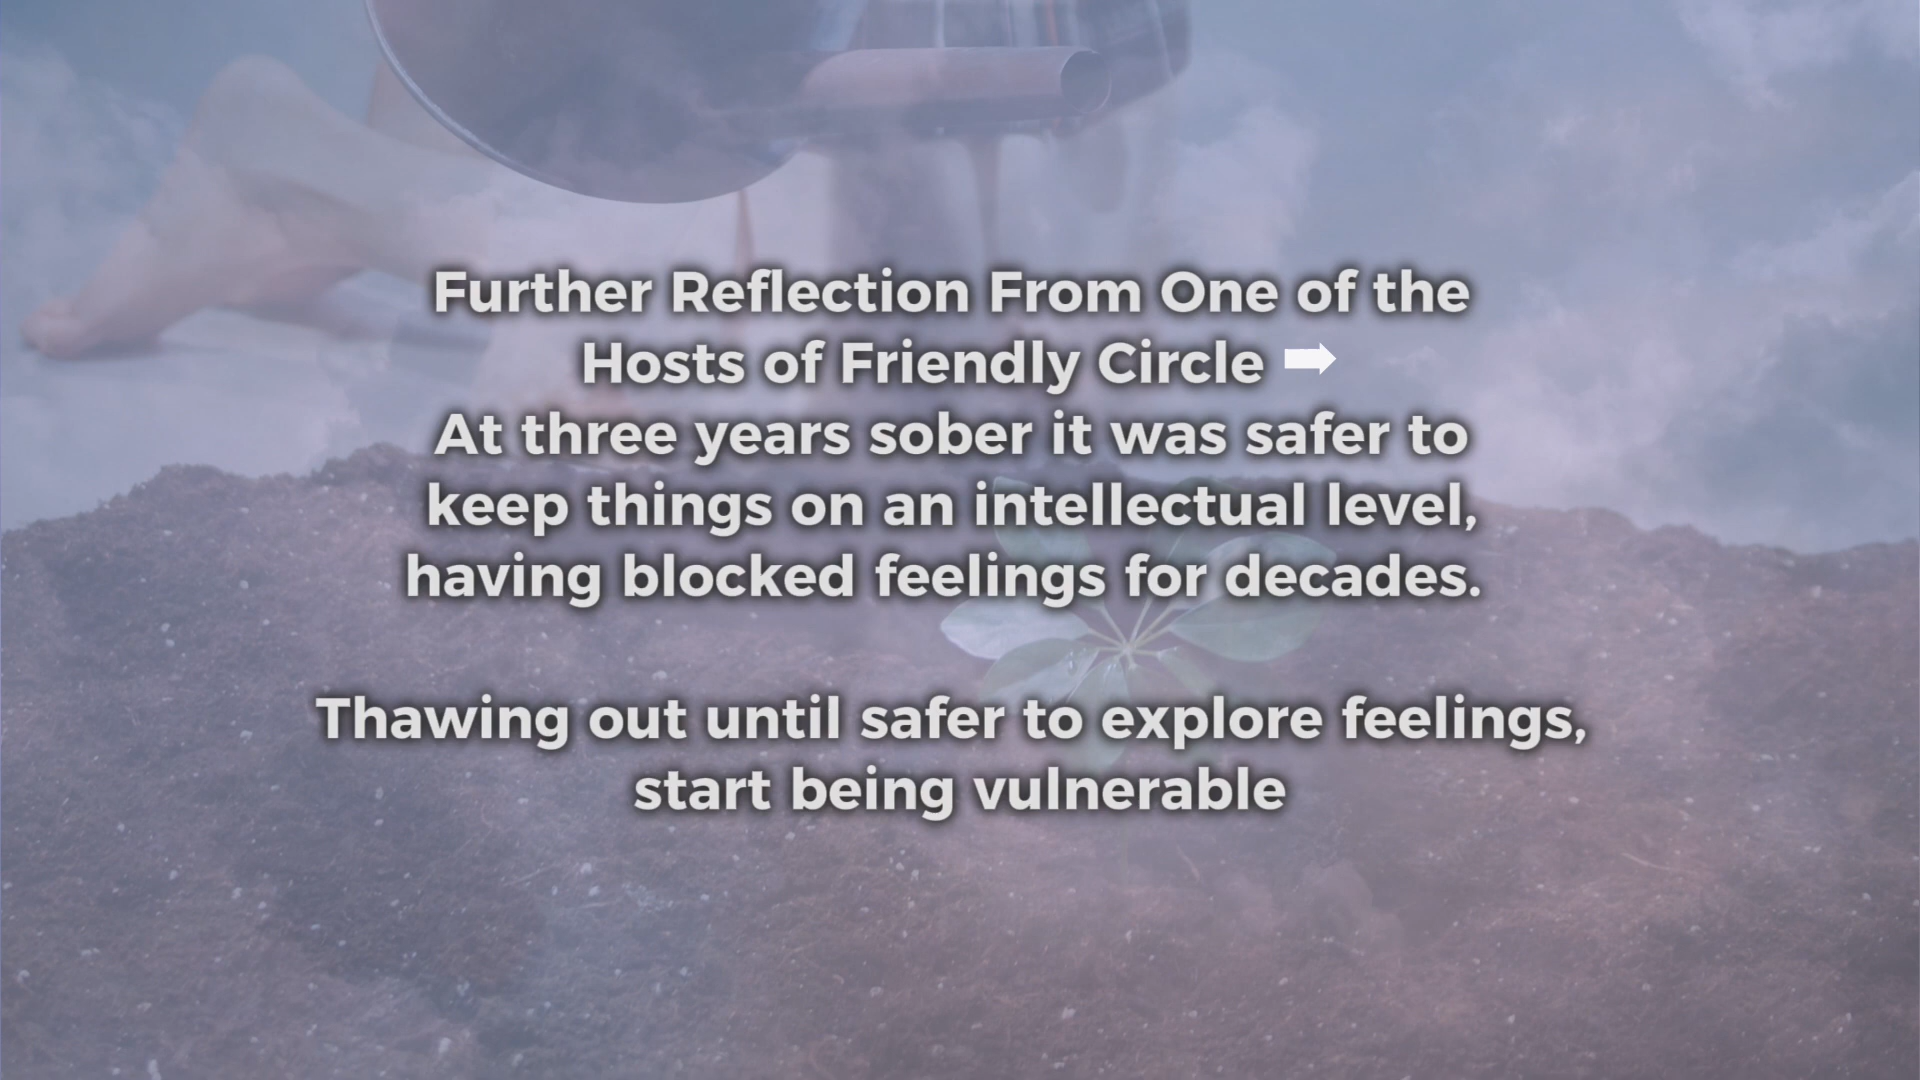 Further Reflection From One of the
Hosts of Friendly Circle ➡
At three years sober it was safer to
keep things on an intellectual level,
having blocked feelings for decades.
Thawing out until safer to explore feelings,
start being vulnerable